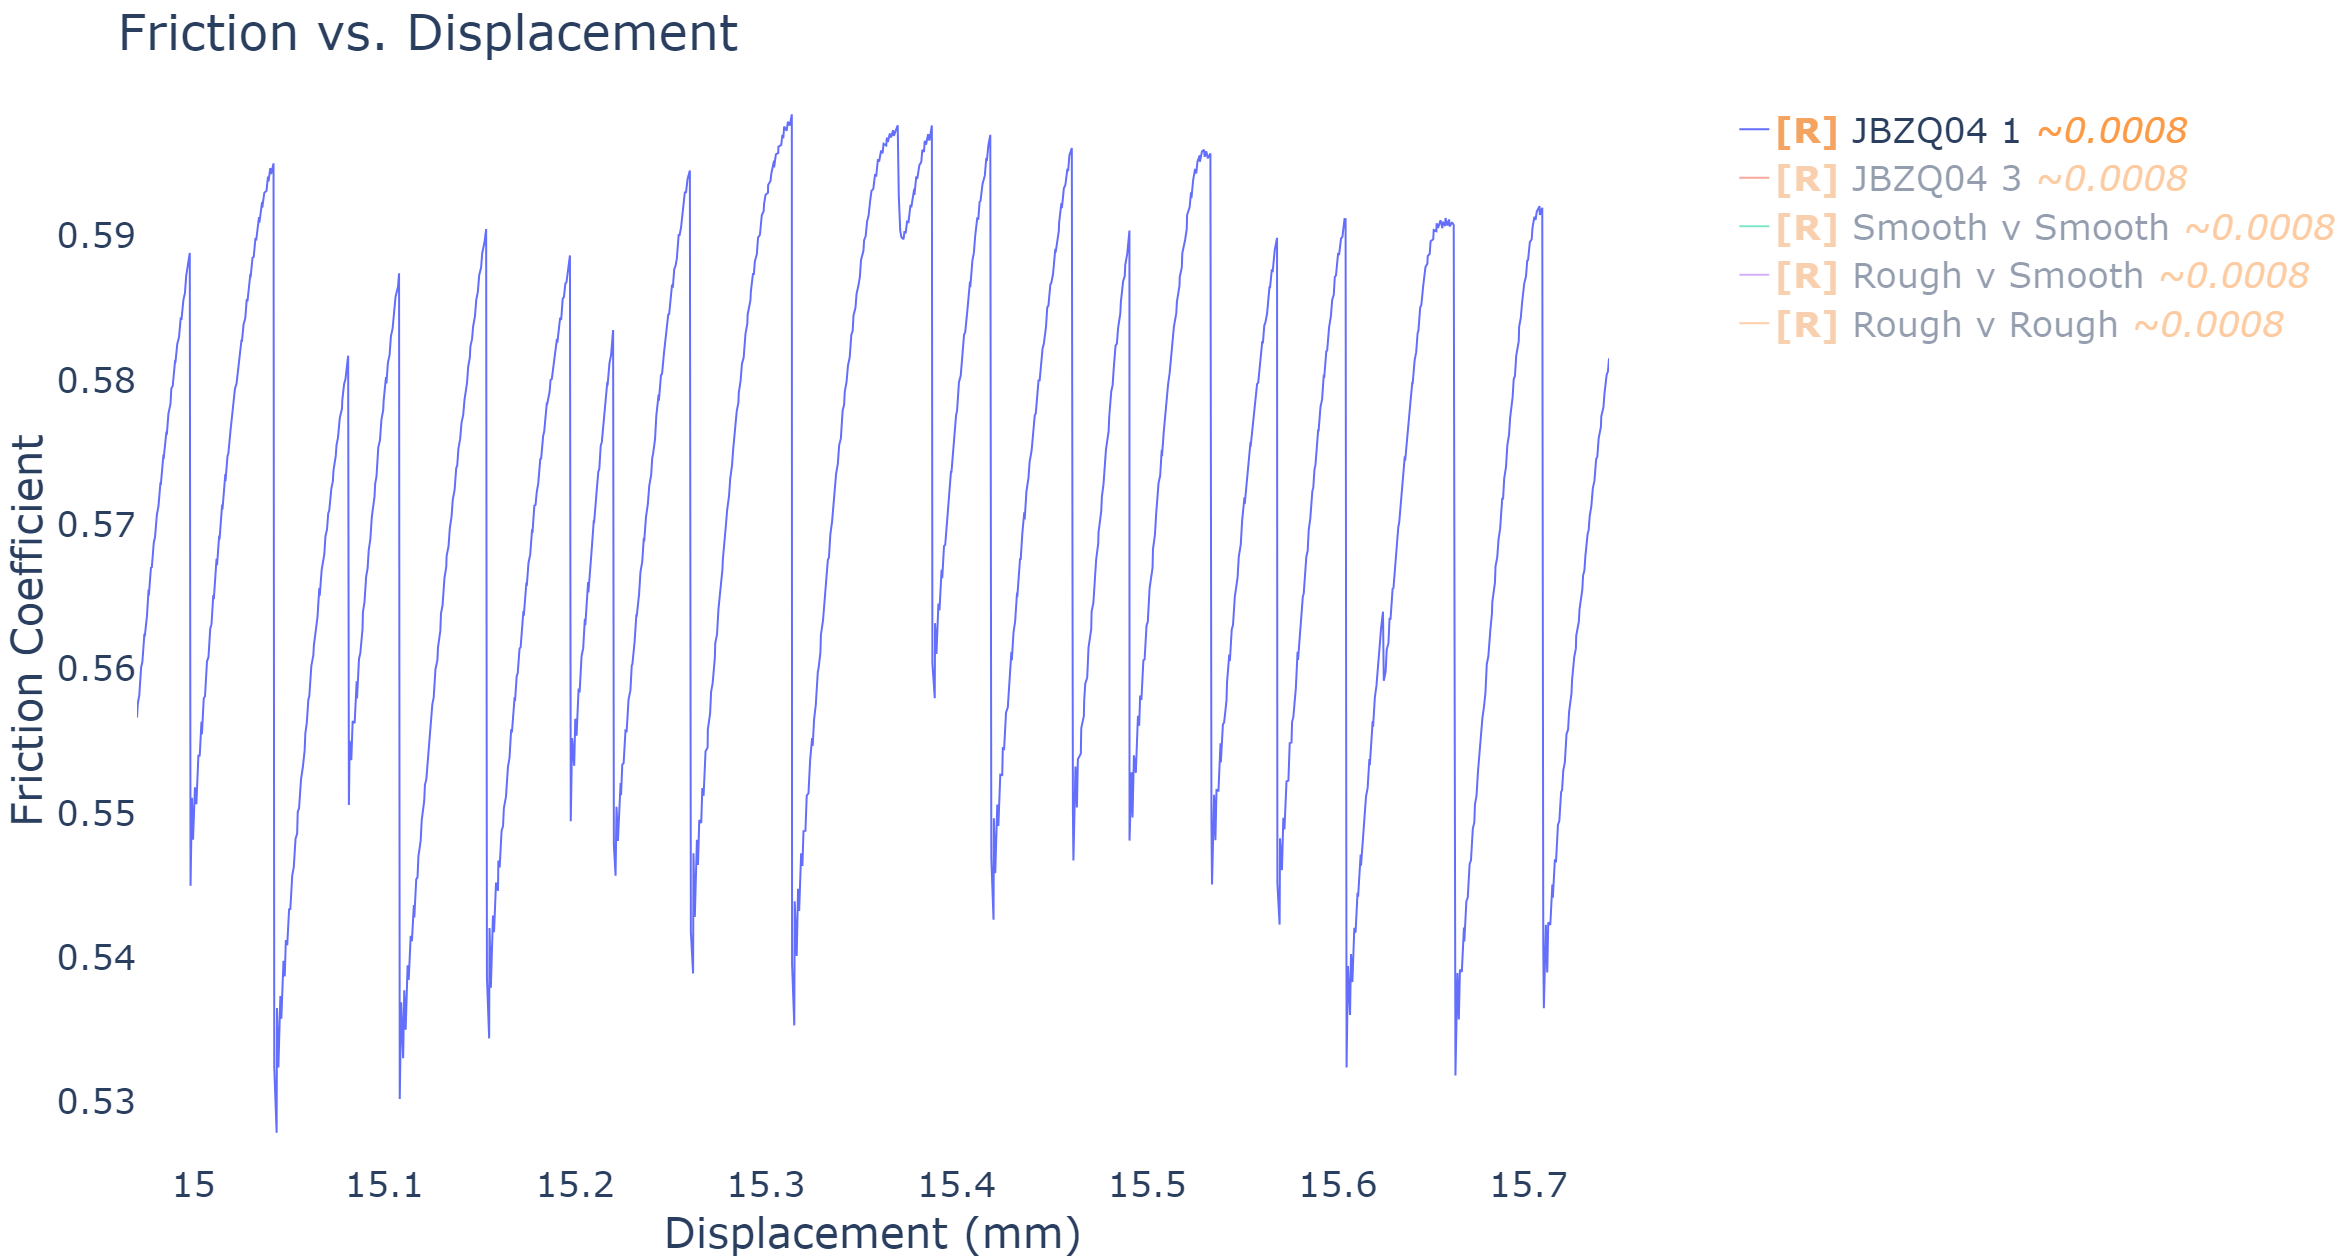 Friction vs. Displacement
[R] JBZQ04 1 ~0.0008
[R] JBZQ04 3 ~0.0008
[R] Smooth v Smooth ~0.0008
[R] Rough v Smooth ~0.0008
[R] Rough v Rough ~0.0008
Friction Coefficient
0.59
0.58
0.57
0.56
0.55
0.54
0.53
15 15.1 15.2 15.3 15.4 15.5 15.6 15.7
Displacement (mm)